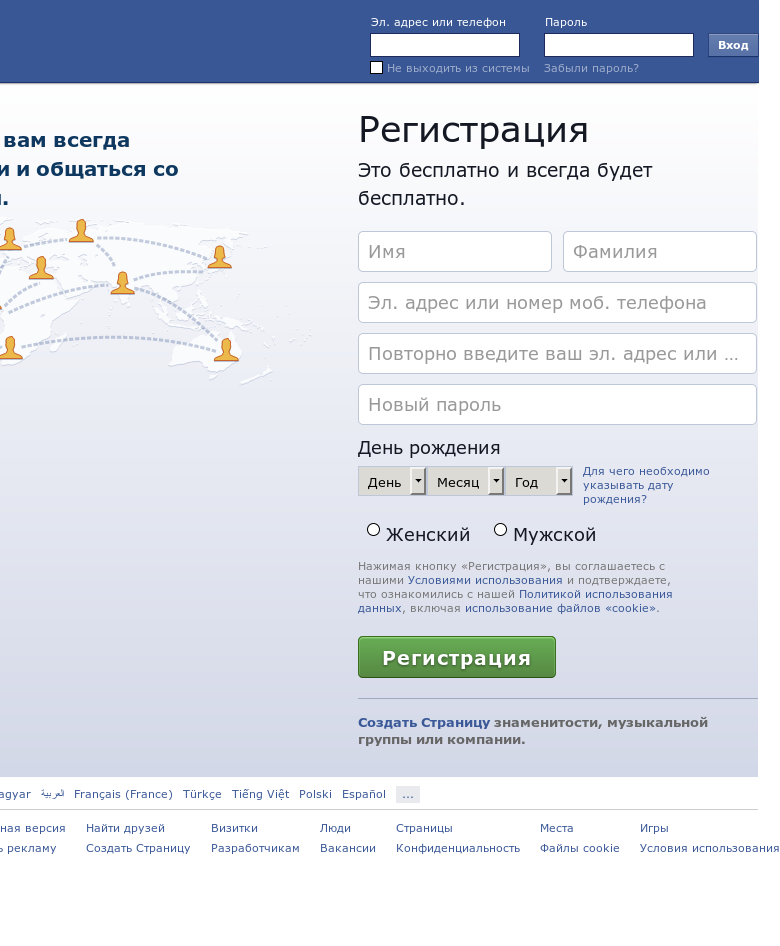 Эл. адрес или телефон Пароль
Вход
Не выходить из системы Забыли пароль?
вам всегда
и и общаться со
Регистрация
Это бесплатно и всегда будет
бесплатно.
Имя Фамилия
Эл. адрес или номер моб. телефона
Повторно введите ваш эл. адрес или ...
Новый пароль
День рождения
День Месяц Год
Для чего необходимо
указывать дату
рождения?
Женский Мужской
Нажимая кнопку «Регистрация», вы соглашаетесь с
нашими Условиями использования и подтверждаете,
что ознакомились с нашей Политикой использования
данных, включая использование файлов «cookie».
Регистрация
Создать Страницу знаменитости, музыкальной
группы или компании.
agyar العربية Français (France) Türkçe Tiếng Việt Polski Español ...
ная версия Найти друзей Визитки Люди Страницы Места Игры
ь рекламу Создать Страницу Разработчикам Вакансии Конфиденциальность Файлы cookie Условия использования